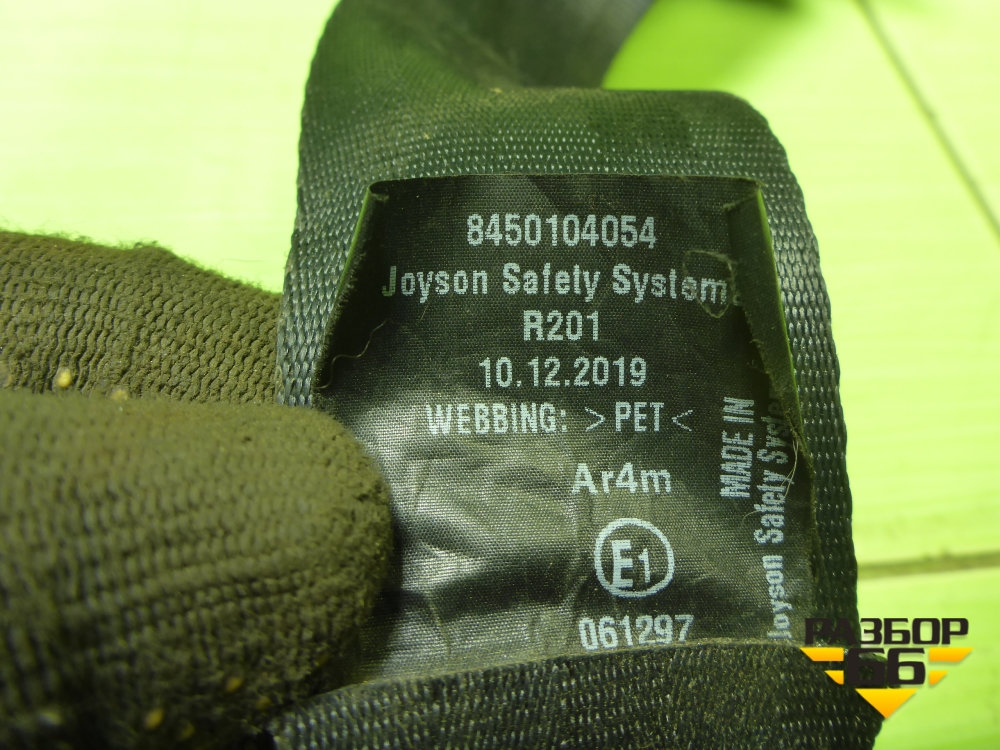 8450104054
Joyson Safety System
R201
10.12.2019
WEBBING: >PET<
Ar4m
E1
061297
MADE IN
Joyson Safety
РАЗБОР
66